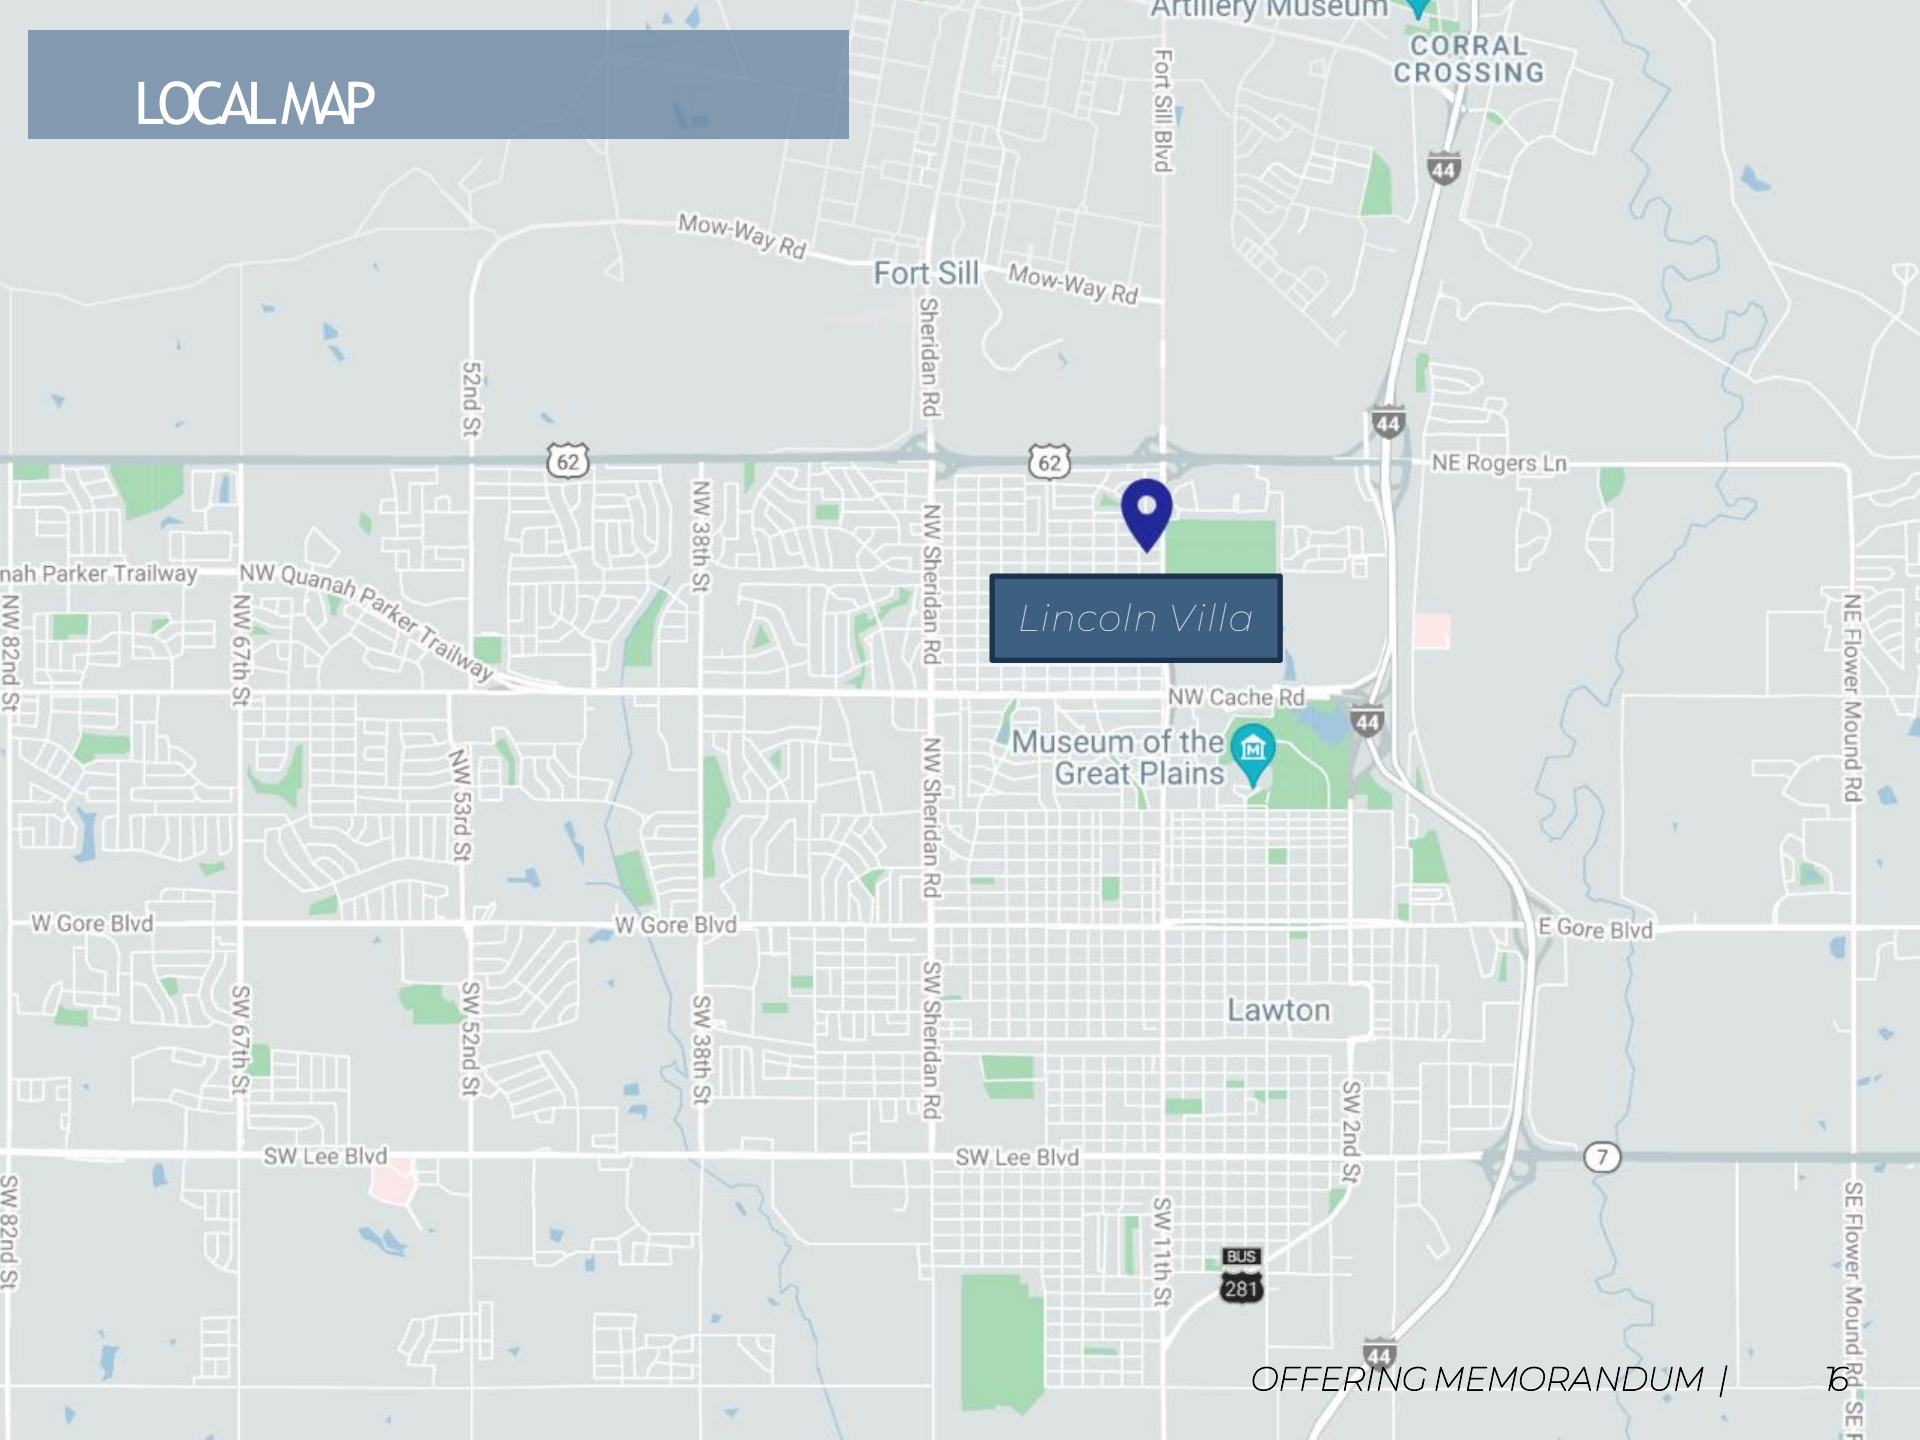 Artillery Museum
CORRAL
CROSSING
LOCAL MAP
Fort Sill Blvd
44
Mow-Way Rd
Fort Sill
Mow-Way Rd
Sheridan Rd
52nd St
44
62
62
NE Rogers Ln
NW 38th St
NW Sheridan Rd
nah Parker Trailway
NW Quanah Parker Trailway
NW 82nd St
NW 67th St
Lincoln Villa
NE Flower Mound Rd
NW Cache Rd
44
Museum of the
Great Plains
M
NW 53rd St
NW Sheridan Rd
W Gore Blvd
W Gore Blvd
E Gore Blvd
SW 67th St
SW 52nd St
SW 38th St
SW Sheridan Rd
Lawton
SW 2nd St
SW Lee Blvd
SW Lee Blvd
7
SW 82nd St
SW 11th St
SE Flower Mound Rd
BUS
281
44
OFFERING MEMORANDUM | 16
SE F